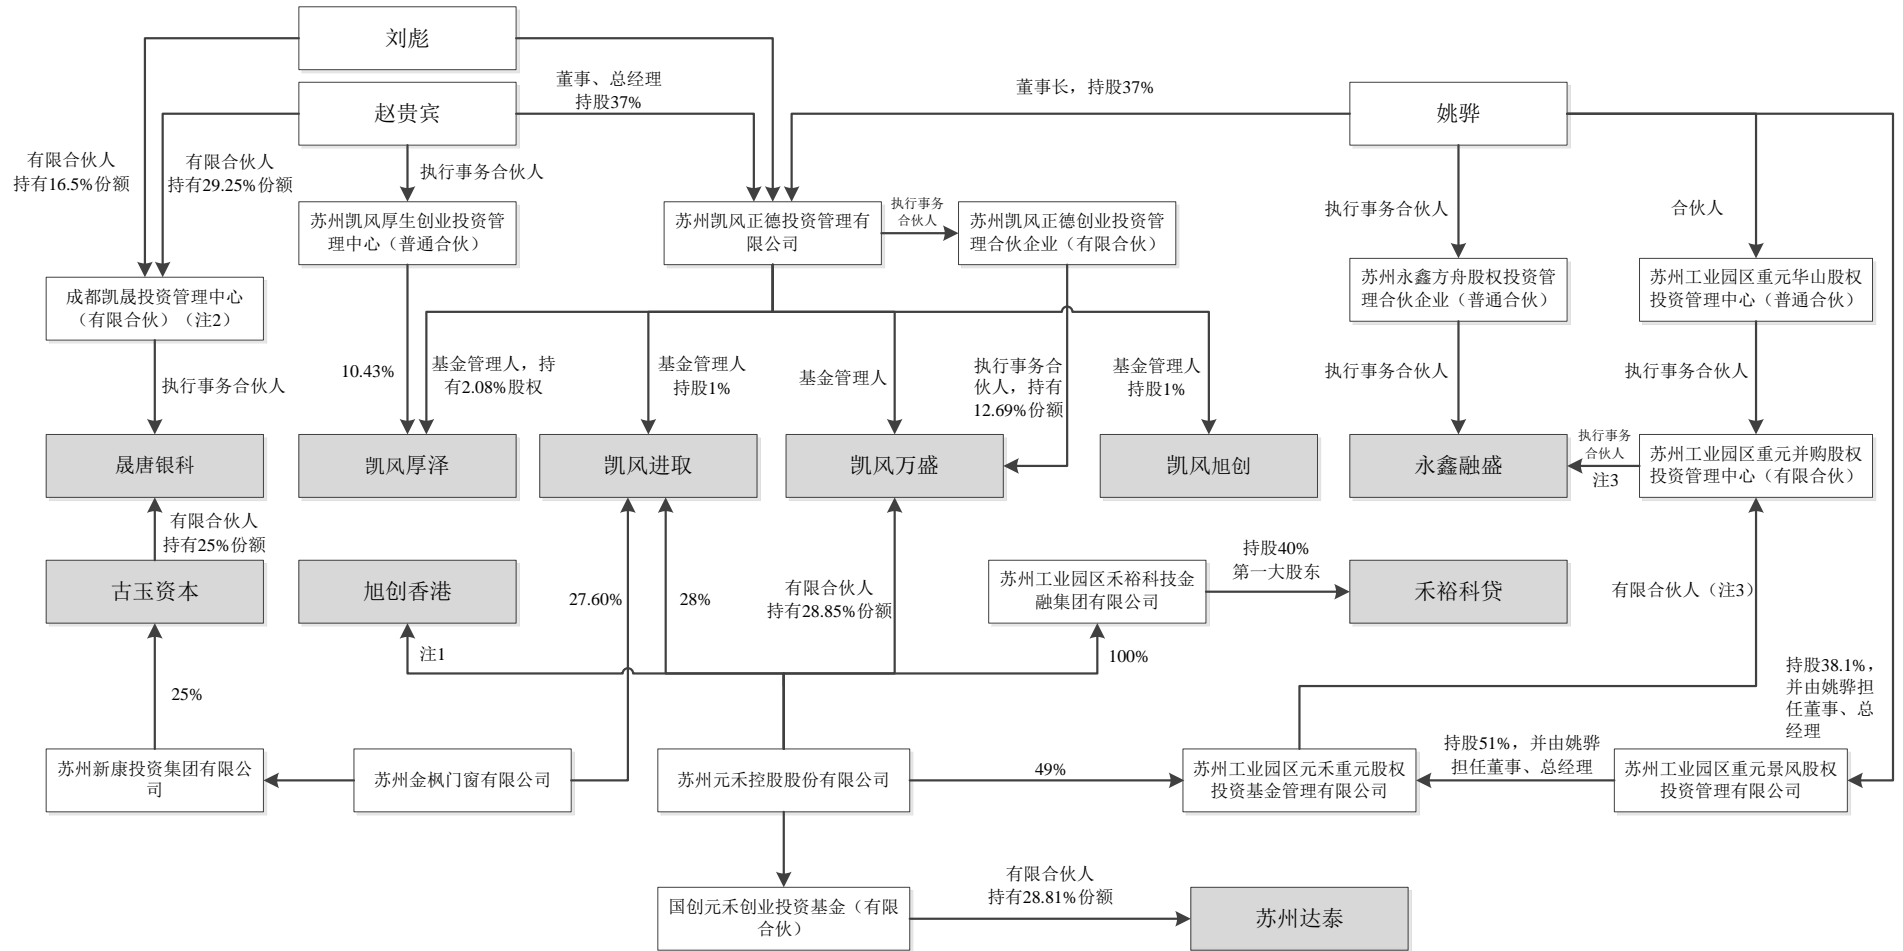 刘彪
赵贵宾
董事、总经理
持股37%
董事长，持股37%
姚骅
有限合伙人
持有16.5%份额
有限合伙人
持有29.25%份额
执行事务合伙人
执行事务合伙人
合伙人
苏州凯风厚生创业投资管
理中心（普通合伙）
苏州凯风正德投资管理有
限公司
执行事务
合伙人
苏州凯风正德创业投资管
理合伙企业（有限合伙）
成都凯晟投资管理中心
（有限合伙）（注2）
苏州永鑫方舟股权投资管
理合伙企业（普通合伙）
苏州工业园区重元华山股权
投资管理中心（普通合伙）
执行事务合伙人
10.43%
基金管理人，持
有2.08%股权
基金管理人
持股1%
基金管理人
执行事务合
伙人，持有
12.69%份额
基金管理人
持股1%
执行事务合伙人
执行事务合伙人
晟唐银科
凯风厚泽
凯风进取
凯风万盛
凯风旭创
永鑫融盛
执行事务
合伙人
注3
苏州工业园区重元并购股权
投资管理中心（有限合伙）
有限合伙人
持有25%份额
古玉资本
旭创香港
27.60%
28%
有限合伙人
持有28.85%份额
苏州工业园区禾裕科技金
融集团有限公司
持股40%
第一大股东
禾裕科贷
有限合伙人（注3）
注1
100%
25%
持股38.1%，
并由姚骅担
任董事、总
经理
苏州新康投资集团有限公
司
苏州金枫门窗有限公司
苏州元禾控股股份有限公司
49%
苏州工业园区元禾重元股权
投资基金管理有限公司
持股51%，并由姚骅
担任董事、总经理
苏州工业园区重元景风股权
投资管理有限公司
国创元禾创业投资基金（有限
合伙）
有限合伙人
持有28.81%份额
苏州达泰